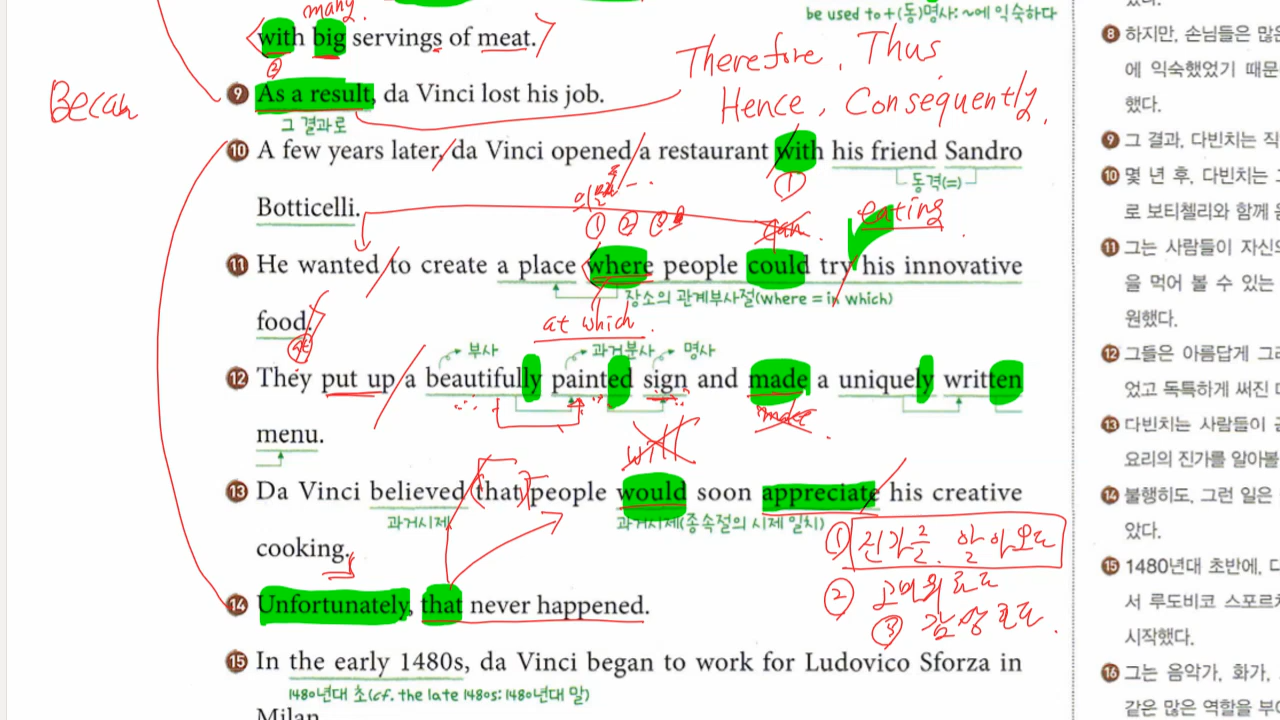 many.
be used to+(동)명사: ~에 익숙하다
with big servings of meat.
②
Therefore, Thus
Hence, Consequently.
Becau
⑨ As a result, da Vinci lost his job.
그 결과로
⑩ A few years later, da Vinci opened a restaurant with his friend Sandro
동격(=)
①
Botticelli.
① ②
eating
⑪ He wanted to create a place where people could try his innovative
장소의 관계부사절(where = in which)
food.
at which.
부사 과거분사 명사
⑫ They put up a beautifully painted sign and made a uniquely written
make
menu.
will
⑬ Da Vinci believed that people would soon appreciate his creative
과거시제 과거시제(종속절의 시제 일치)
cooking.
① 진가를 알아보다
② 고마워하다
③ 감상하다.
⑭ Unfortunately, that never happened.
⑮ In the early 1480s, da Vinci began to work for Ludovico Sforza in
1480년대 초(cf. the late 1480s: 1480년대 말)
Milan
⑧ 하지만, 손님들은 많은
에 익숙했었기 때문
했다.
⑨ 그 결과, 다빈치는 직
⑩ 몇 년 후, 다빈치는
로 보티첼리와 함께
⑪ 그는 사람들이 자신의
을 먹어 볼 수 있는
원했다.
⑫ 그들은 아름답게 그려
었고 독특하게 써진
⑬ 다빈치는 사람들이
요리의 진가를 알아볼
⑭ 불행히도, 그런 일은
았다.
⑮ 1480년대 초반에, 다
서 루도비코 스포르차
시작했다.
⑯ 그는 음악가, 화가,
같은 많은 역할을 부여